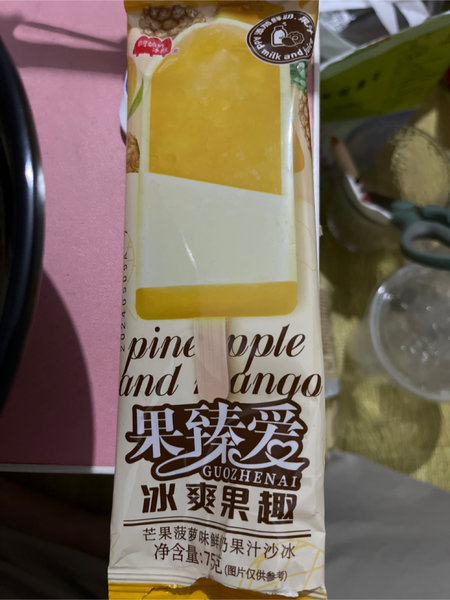 pineapple
and mango
果臻爱
GUOZHENAI
冰爽果趣
芒果菠萝味鲜奶果汁沙冰
净含量:75克(图片仅供参考)